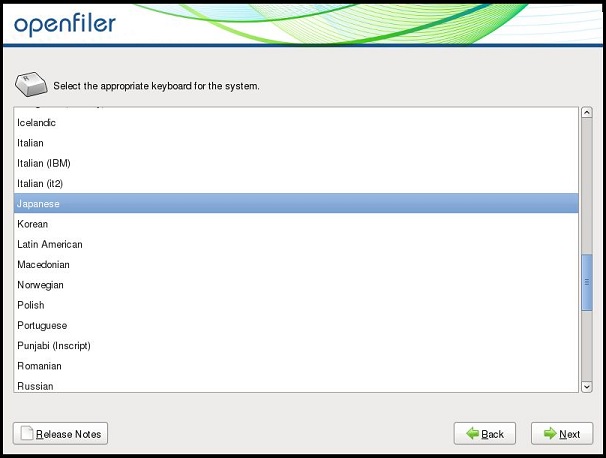 openfiler
Select the appropriate keyboard for the system.
Icelandic
Italian
Italian (IBM)
Italian (it2)
Japanese
Korean
Latin American
Macedonian
Norwegian
Polish
Portuguese
Punjabi (Inscript)
Romanian
Russian
Release Notes
Back
Next